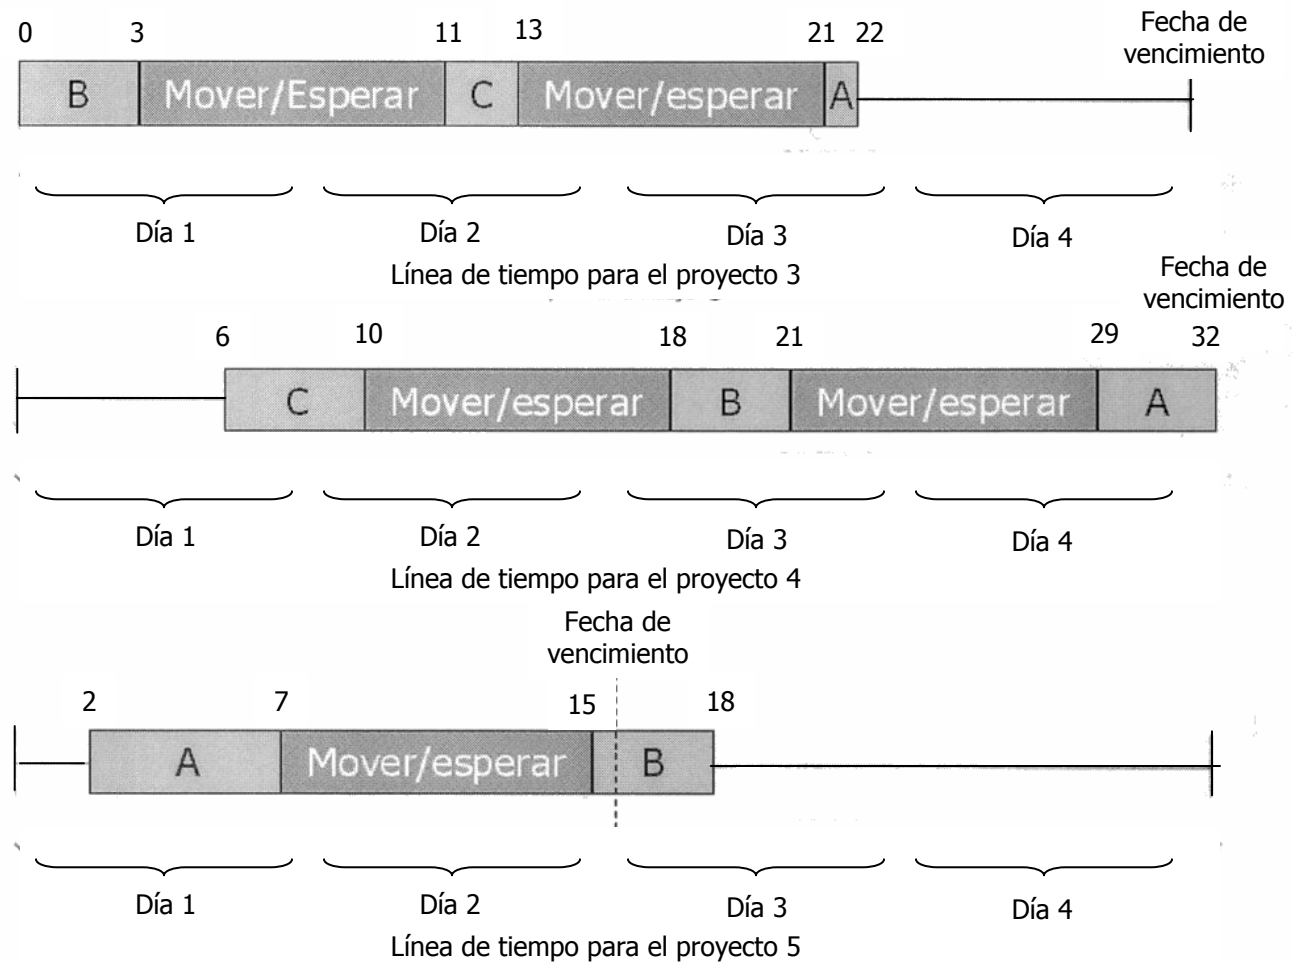 0 3 11 13 21 22 Fecha de
vencimiento
B Mover/Esperar C Mover/esperar A
Día 1 Día 2 Día 3 Día 4
Línea de tiempo para el proyecto 3
Fecha de
vencimiento
6 10 18 21 29 32
C Mover/esperar B Mover/esperar A
Día 1 Día 2 Día 3 Día 4
Línea de tiempo para el proyecto 4
Fecha de
vencimiento
2 7 15 18
A Mover/esperar B
Día 1 Día 2 Día 3 Día 4
Línea de tiempo para el proyecto 5